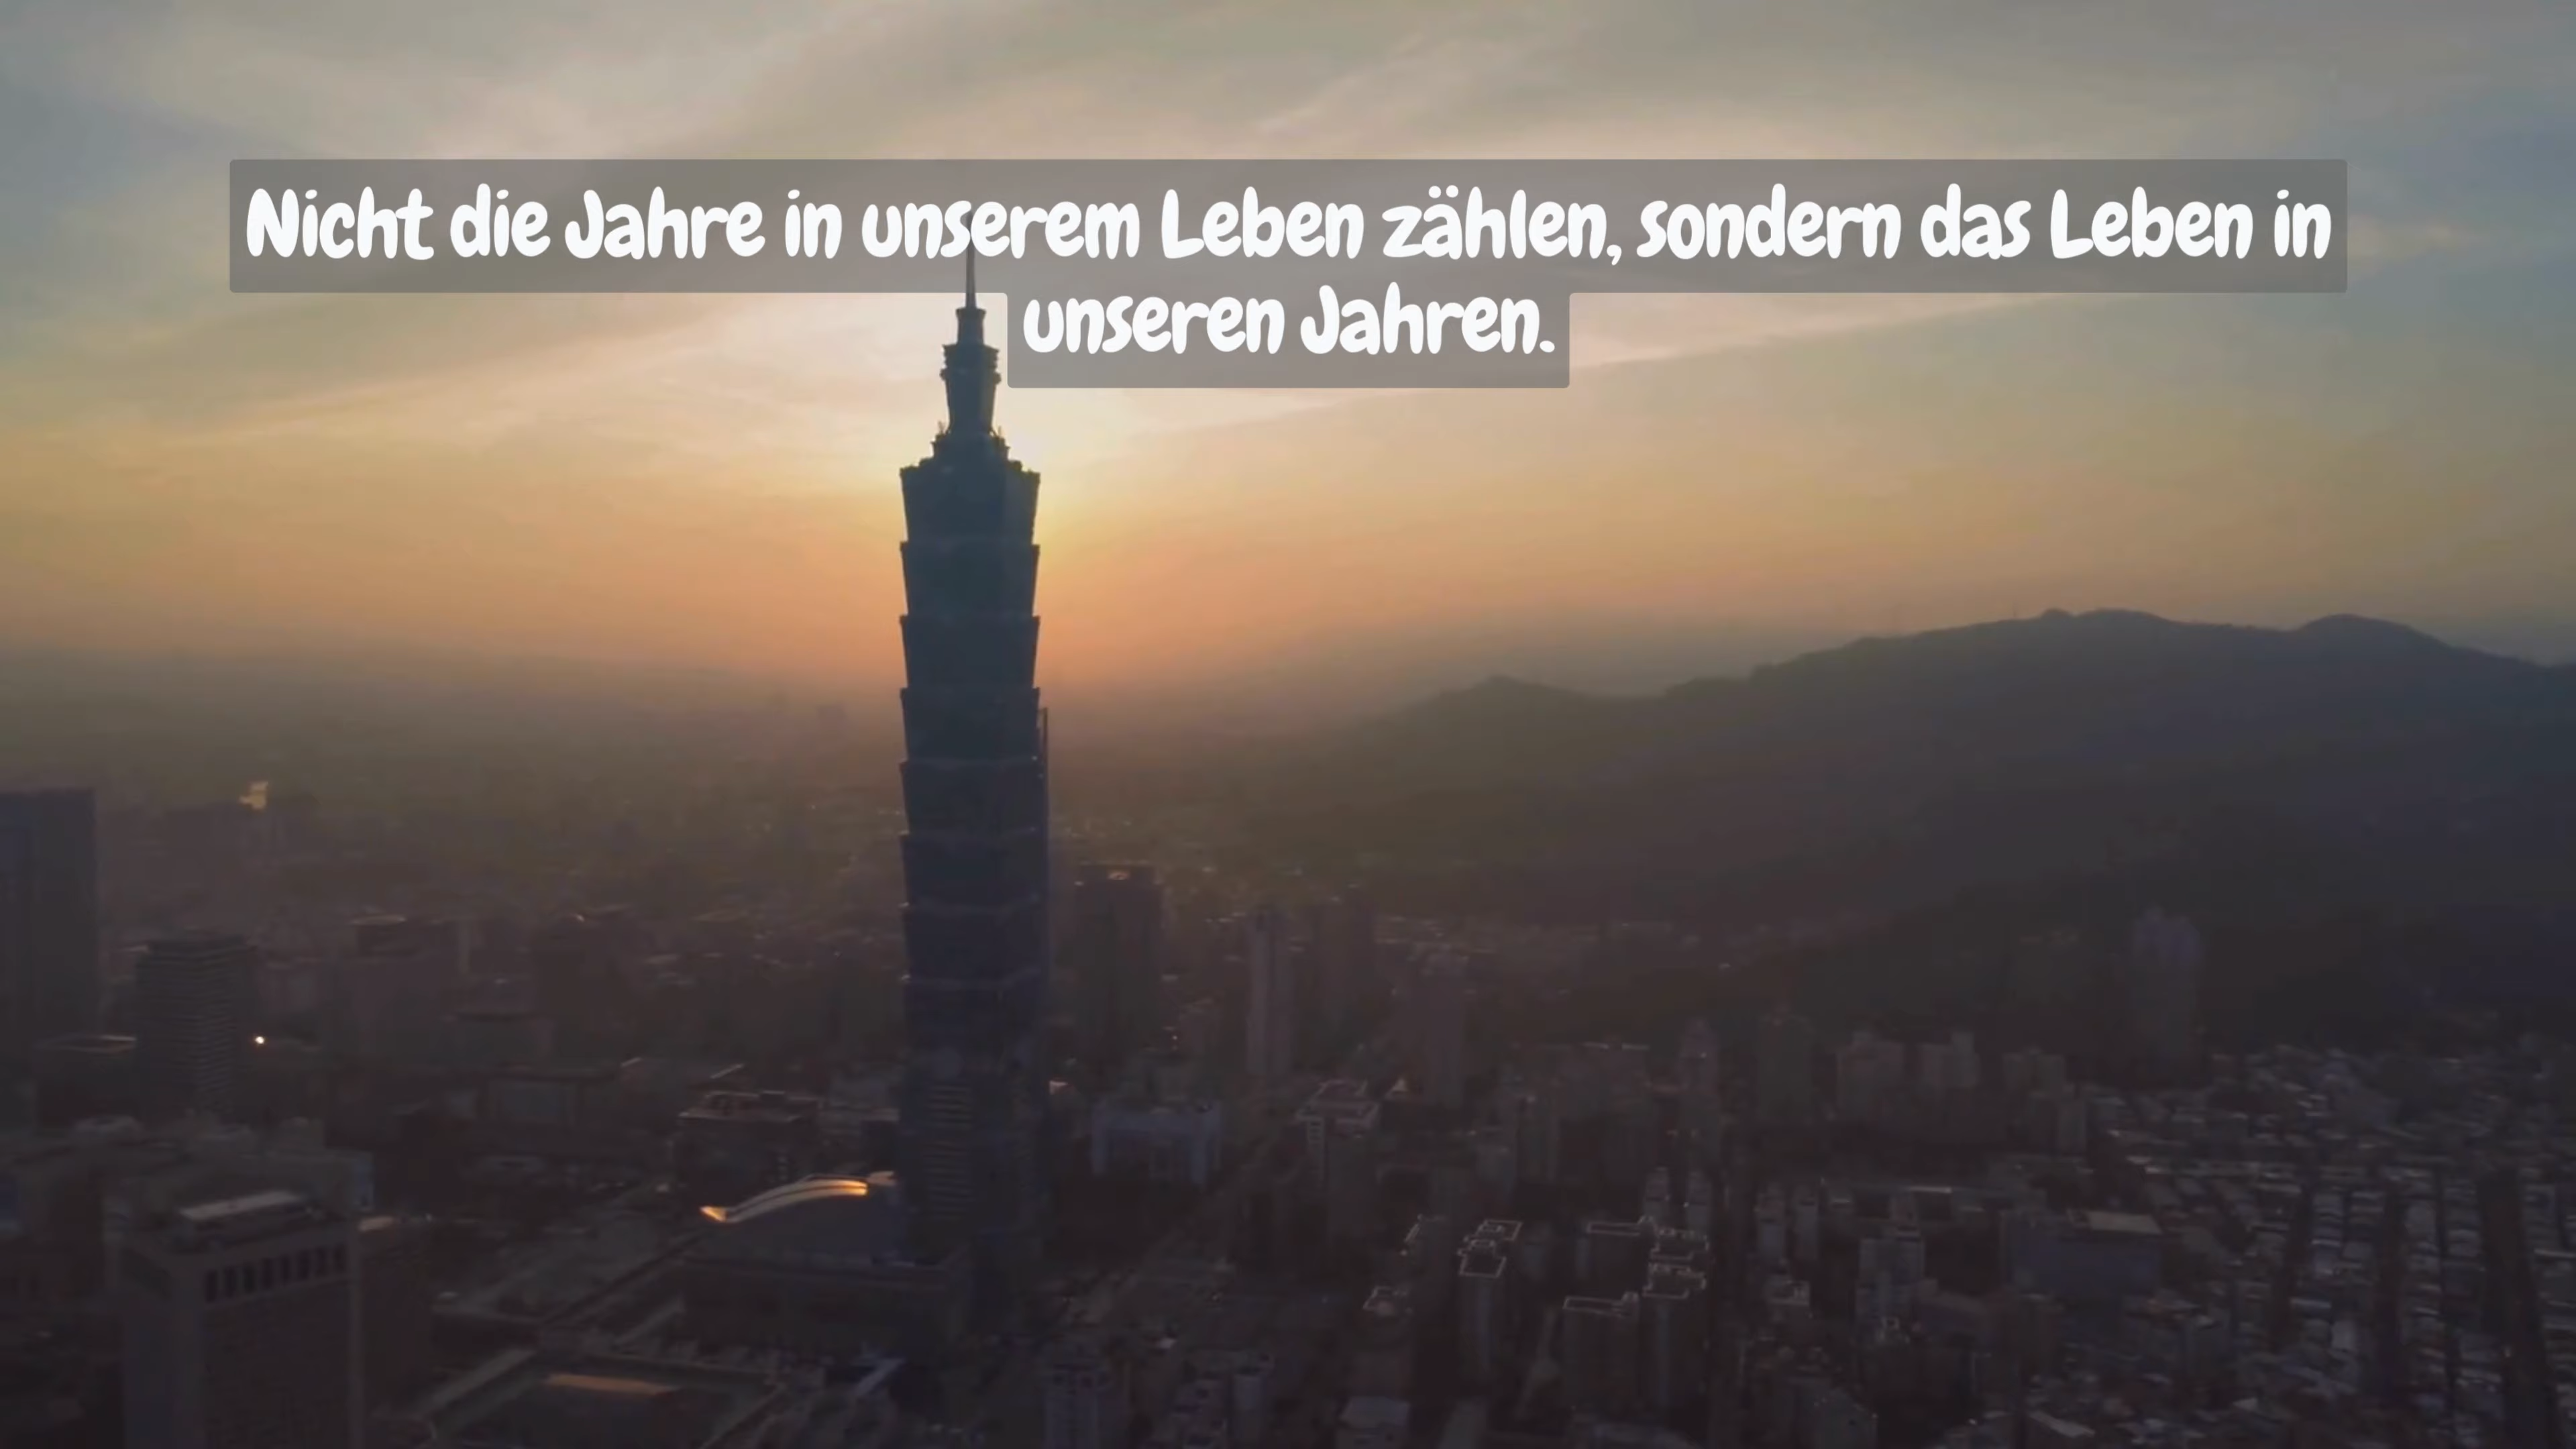 Nicht die Jahre in unserem Leben zählen, sondern das Leben in
unseren Jahren.